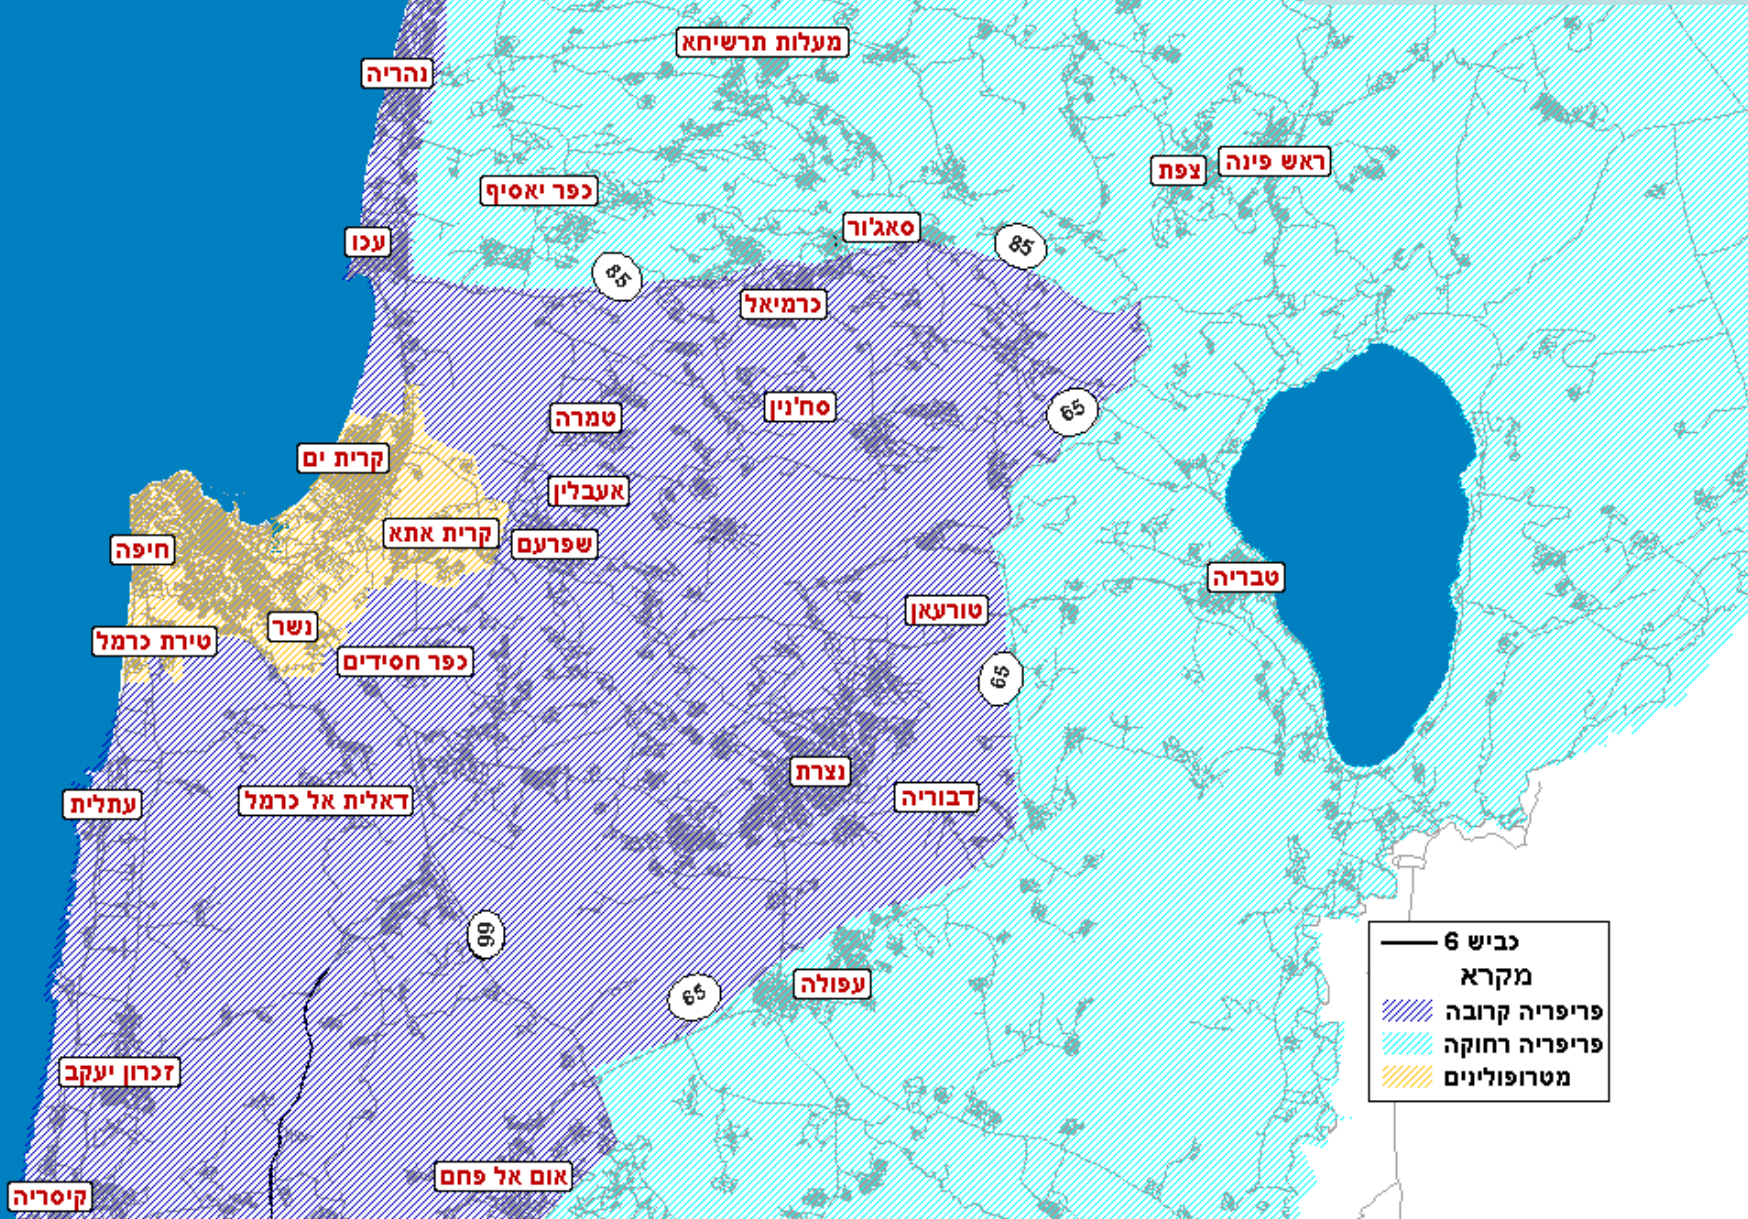 מעלות תרשיחא
נהריה
ראש פינה
צפת
כפר יאסיף
סאג'ור
עכו
85
85
כרמיאל
סח'נין
65
טמרה
קרית ים
אעבלין
קרית אתא
שפרעם
חיפה
טבריה
טורעאן
נשר
טירת כרמל
כפר חסידים
65
נצרת
דבוריה
דאלית אל כרמל
עתלית
66
עפולה
65
זכרון יעקב
אום אל פחם
קיסריה
כביש 6
מקרא
פריפריה קרובה
פריפריה רחוקה
מטרופולינים